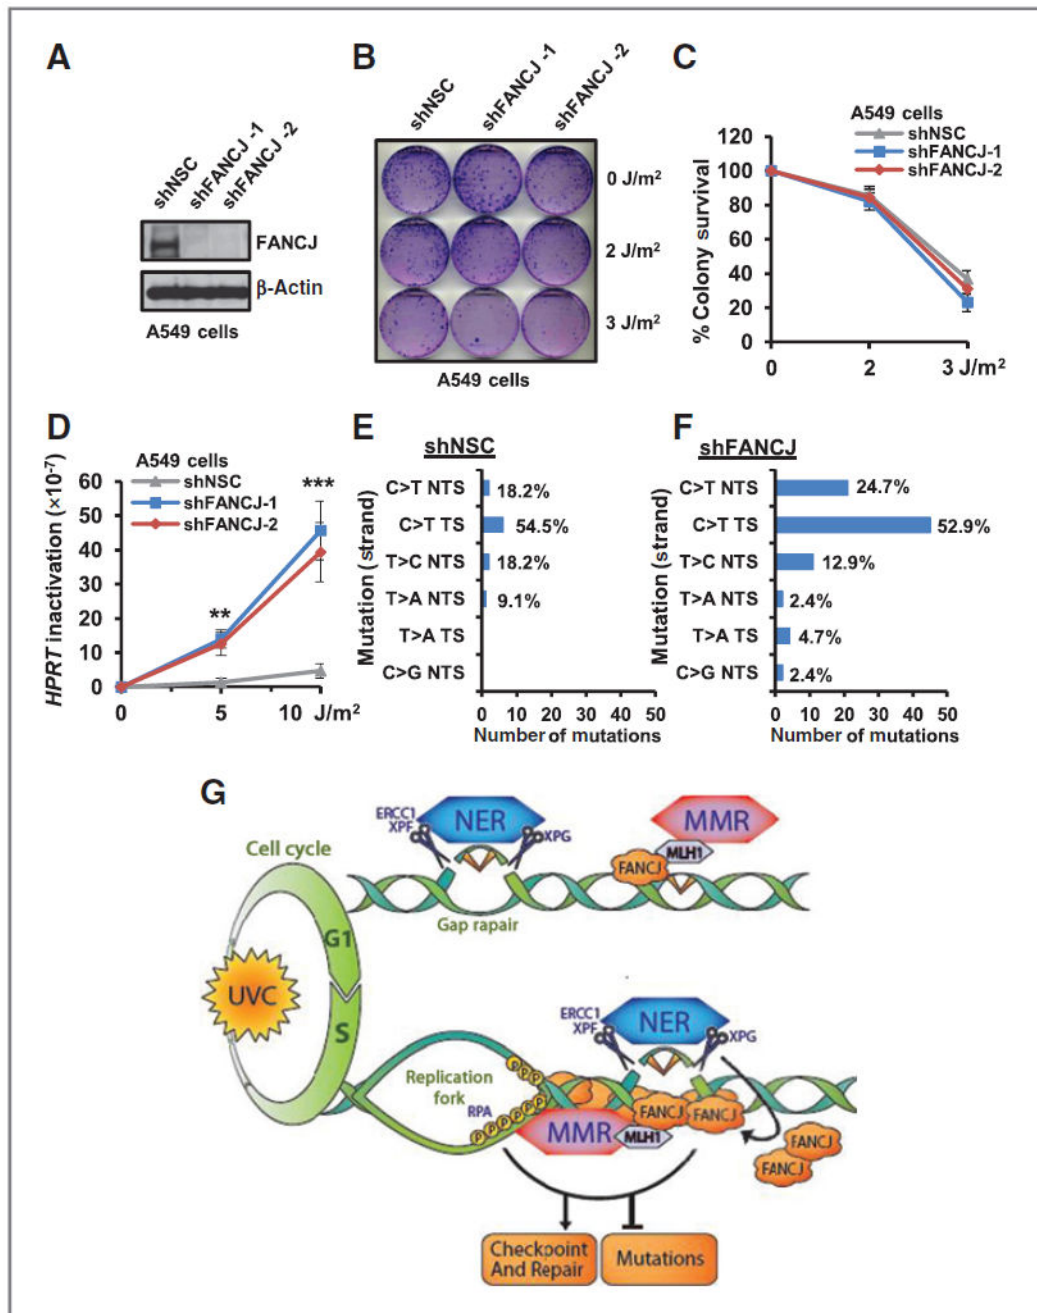 A
shNSC
shFANCJ -1
shFANCJ -2
FANCJ
β-Actin
A549 cells
B
shNSC
shFANCJ -1
shFANCJ -2
0 J/m²
2 J/m²
3 J/m²
A549 cells
C
A549 cells
shNSC
shFANCJ-1
shFANCJ-2
% Colony survival
120
100
80
60
40
20
0
0 2 3 J/m²
D
A549 cells
shNSC
shFANCJ-1
shFANCJ-2
HPRT inactivation (×10⁻⁷)
60
50
40
30
20
10
0
**
***
0 5 10 J/m²
E
shNSC
Mutation (strand)
C>T NTS 18.2%
C>T TS 54.5%
T>C NTS 18.2%
T>A NTS 9.1%
T>A TS
C>G NTS
0 10 20 30 40 50
Number of mutations
F
shFANCJ
Mutation (strand)
C>T NTS 24.7%
C>T TS 52.9%
T>C NTS 12.9%
T>A NTS 2.4%
T>A TS 4.7%
C>G NTS 2.4%
0 10 20 30 40 50
Number of mutations
G
Cell cycle
G1
S
UVC
ERCC1
XPF
NER
XPG
Gap rapair
MMR
MLH1
FANCJ
ERCC1
XPF
NER
XPG
Replication
fork
RPA
P P P
P P P P P P
MMR
MLH1
FANCJ
FANCJ
FANCJ
FANCJ
Checkpoint
And Repair
Mutations